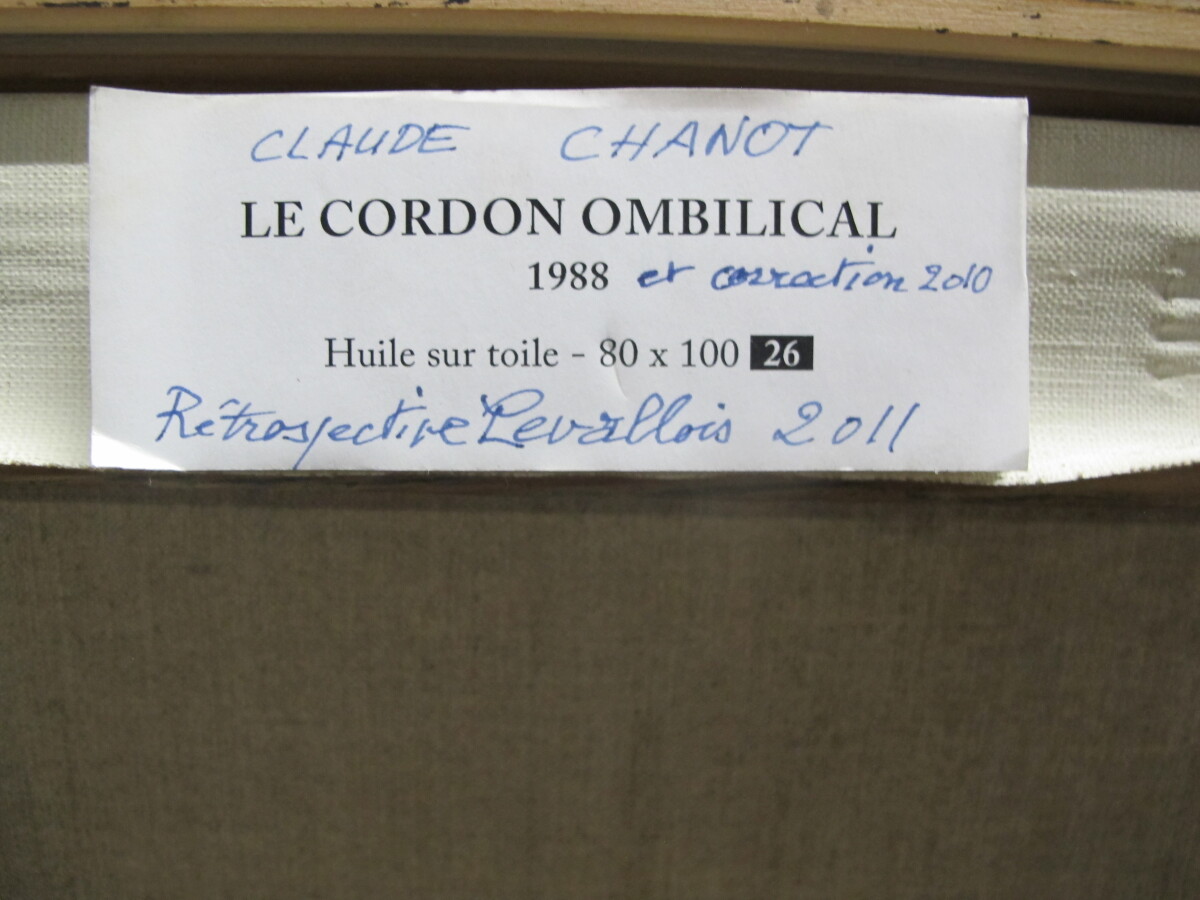 CLAUDE CHANOT
LE CORDON OMBILICAL
1988 et correction 2010
Huile sur toile - 80 x 100 26
Rétrospective Levallois 2011